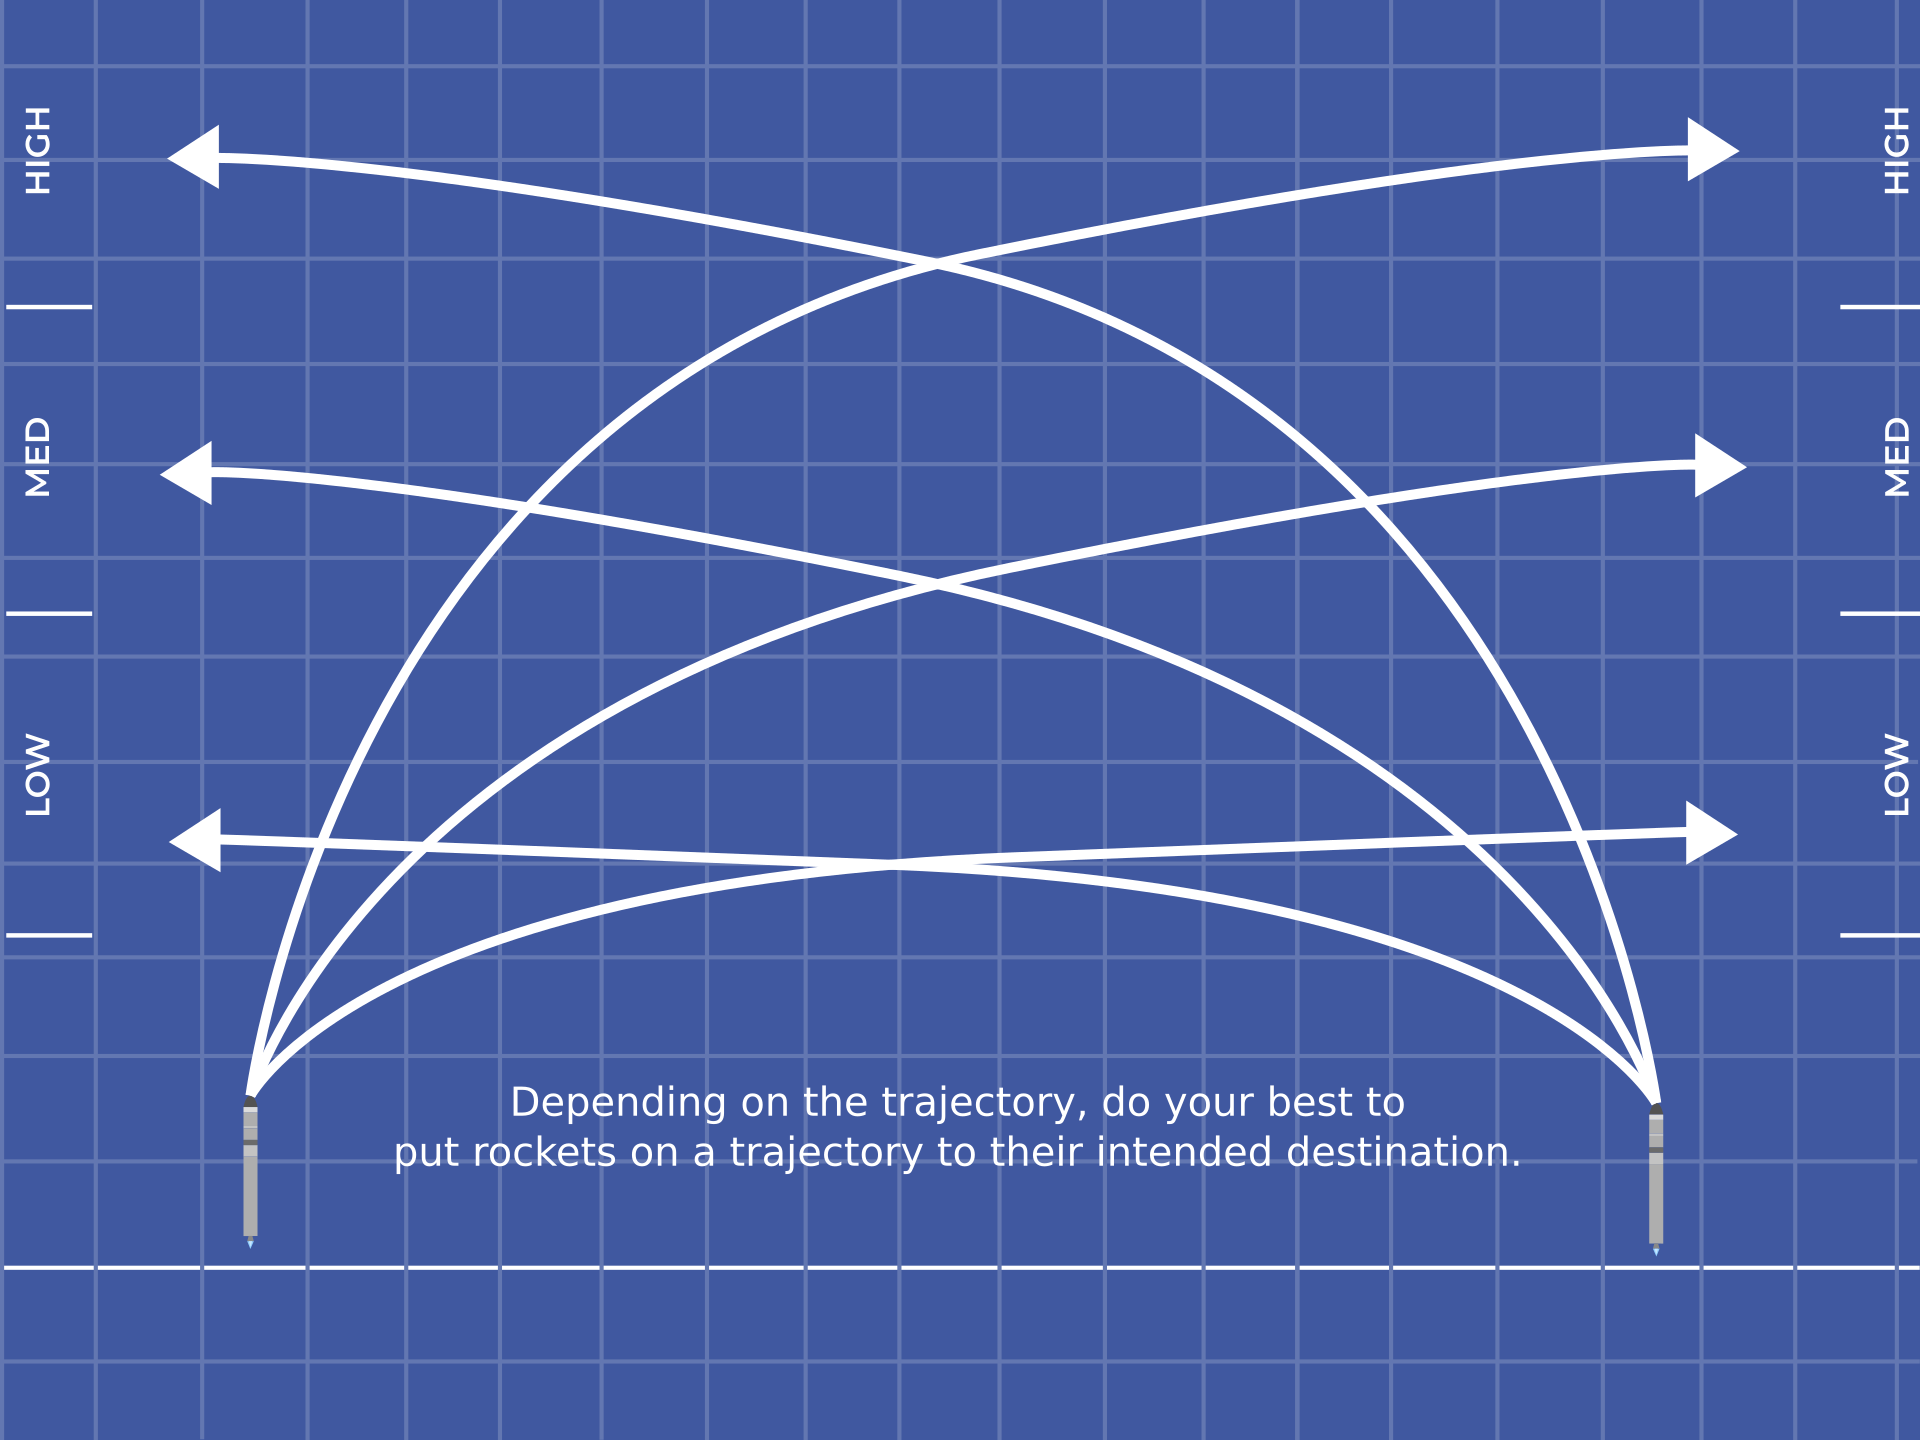 HIGH
HIGH
MED
MED
LOW
LOW
Depending on the trajectory, do your best to
put rockets on a trajectory to their intended destination.